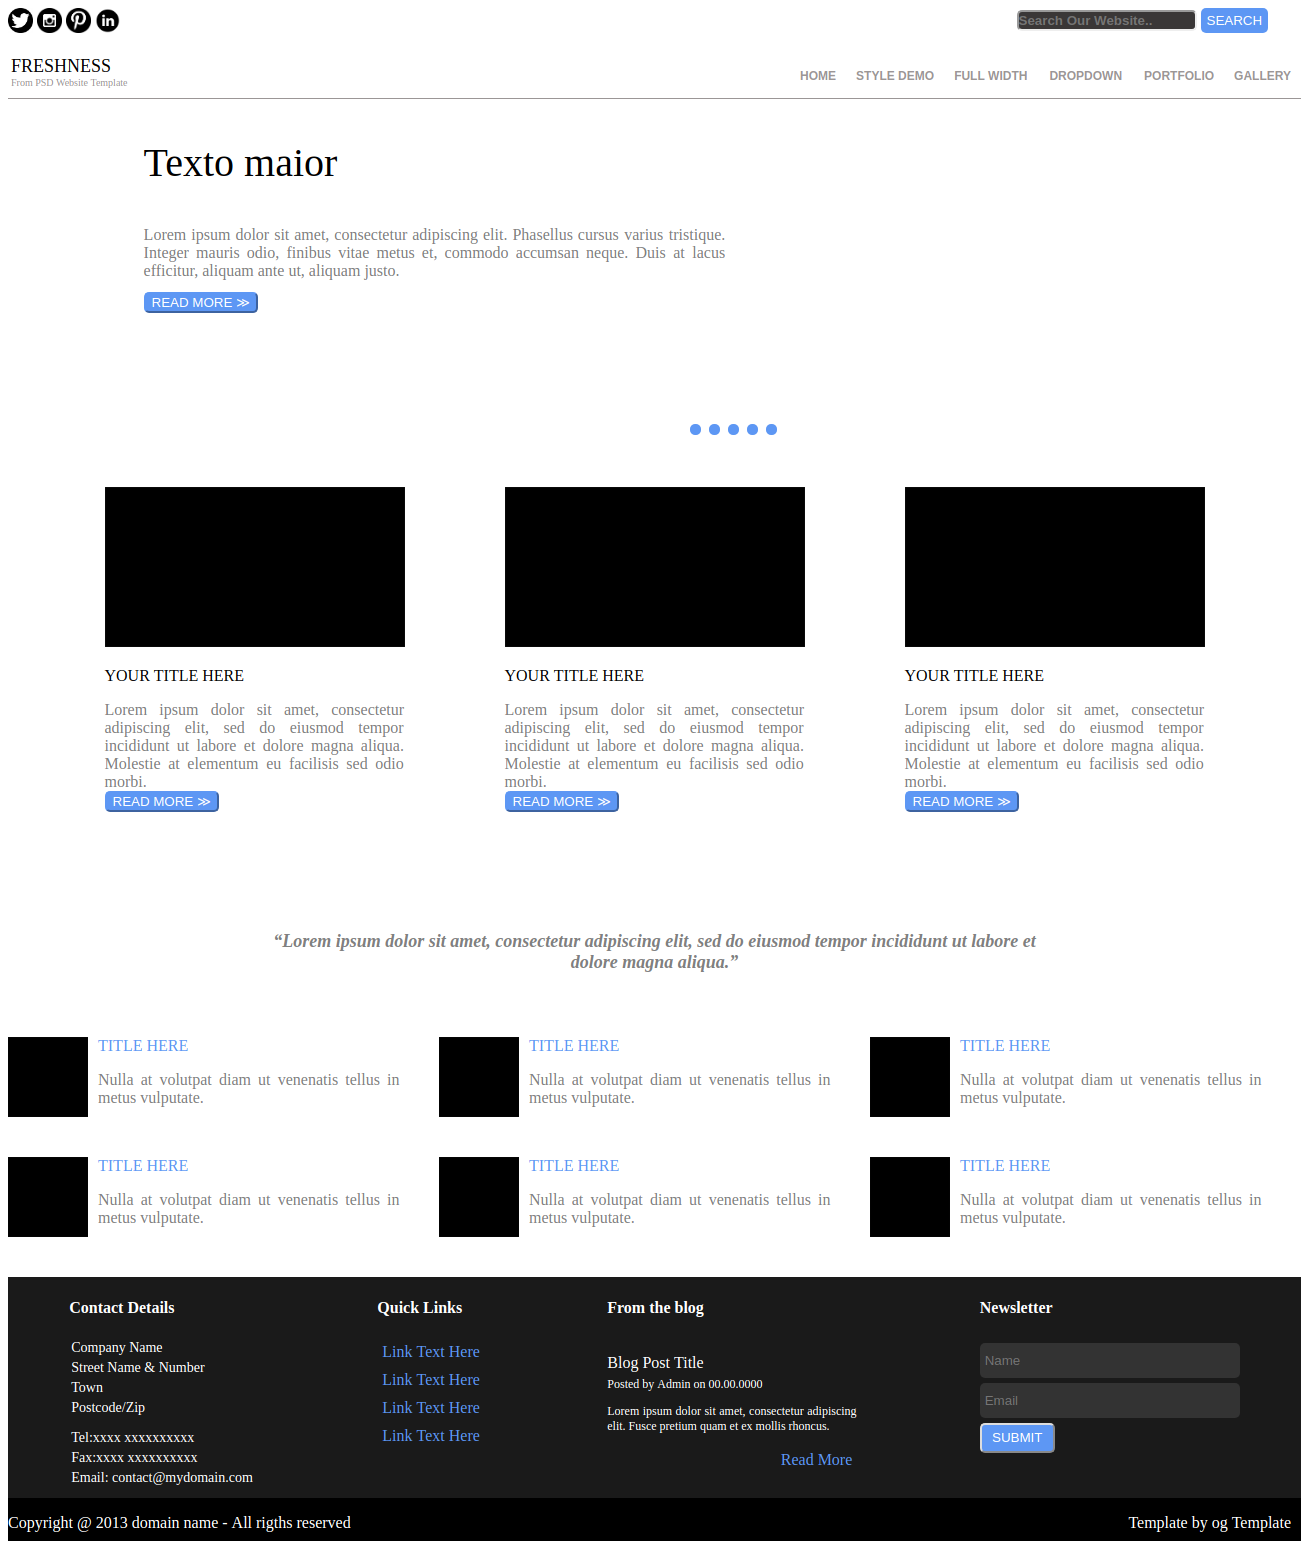 Search Our Website..
SEARCH
FRESHNESS
From PSD Website Template
HOME STYLE DEMO FULL WIDTH DROPDOWN PORTFOLIO GALLERY
Texto maior
Lorem ipsum dolor sit amet, consectetur adipiscing elit. Phasellus cursus varius tristique.
Integer mauris odio, finibus vitae metus et, commodo accumsan neque. Duis at lacus
efficitur, aliquam ante ut, aliquam justo.
READ MORE ≫
YOUR TITLE HERE
Lorem ipsum dolor sit amet, consectetur
adipiscing elit, sed do eiusmod tempor
incididunt ut labore et dolore magna aliqua.
Molestie at elementum eu facilisis sed odio
morbi.
READ MORE ≫
YOUR TITLE HERE
Lorem ipsum dolor sit amet, consectetur
adipiscing elit, sed do eiusmod tempor
incididunt ut labore et dolore magna aliqua.
Molestie at elementum eu facilisis sed odio
morbi.
READ MORE ≫
YOUR TITLE HERE
Lorem ipsum dolor sit amet, consectetur
adipiscing elit, sed do eiusmod tempor
incididunt ut labore et dolore magna aliqua.
Molestie at elementum eu facilisis sed odio
morbi.
READ MORE ≫
“Lorem ipsum dolor sit amet, consectetur adipiscing elit, sed do eiusmod tempor incididunt ut labore et
dolore magna aliqua.”
TITLE HERE
Nulla at volutpat diam ut venenatis tellus in
metus vulputate.
TITLE HERE
Nulla at volutpat diam ut venenatis tellus in
metus vulputate.
TITLE HERE
Nulla at volutpat diam ut venenatis tellus in
metus vulputate.
TITLE HERE
Nulla at volutpat diam ut venenatis tellus in
metus vulputate.
TITLE HERE
Nulla at volutpat diam ut venenatis tellus in
metus vulputate.
TITLE HERE
Nulla at volutpat diam ut venenatis tellus in
metus vulputate.
Contact Details
Company Name
Street Name & Number
Town
Postcode/Zip
Tel:xxxx xxxxxxxxxx
Fax:xxxx xxxxxxxxxx
Email: contact@mydomain.com
Quick Links
Link Text Here
Link Text Here
Link Text Here
Link Text Here
From the blog
Blog Post Title
Posted by Admin on 00.00.0000
Lorem ipsum dolor sit amet, consectetur adipiscing
elit. Fusce pretium quam et ex mollis rhoncus.
Read More
Newsletter
Name
Email
SUBMIT
Copyright @ 2013 domain name - All rigths reserved
Template by og Template